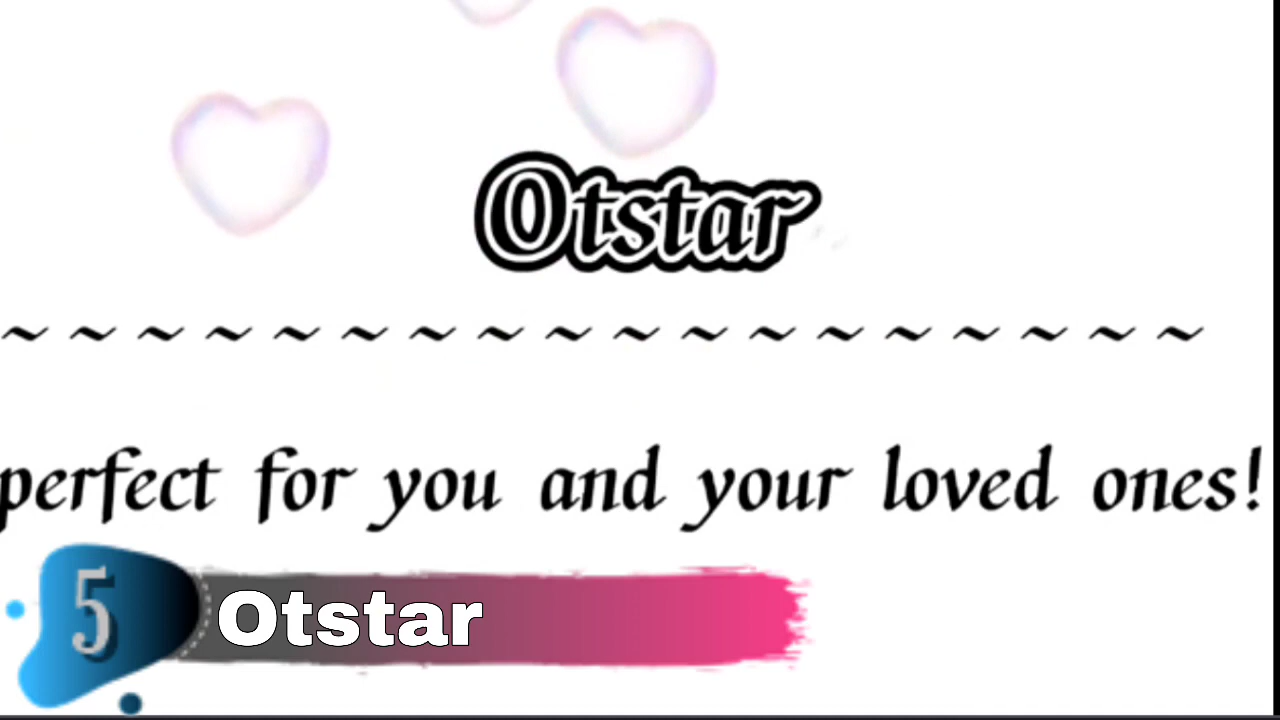 Otstar
~ ~ ~ ~ ~ ~ ~ ~ ~ ~ ~ ~ ~ ~ ~ ~ ~ ~
perfect for you and your loved ones!
5 Otstar